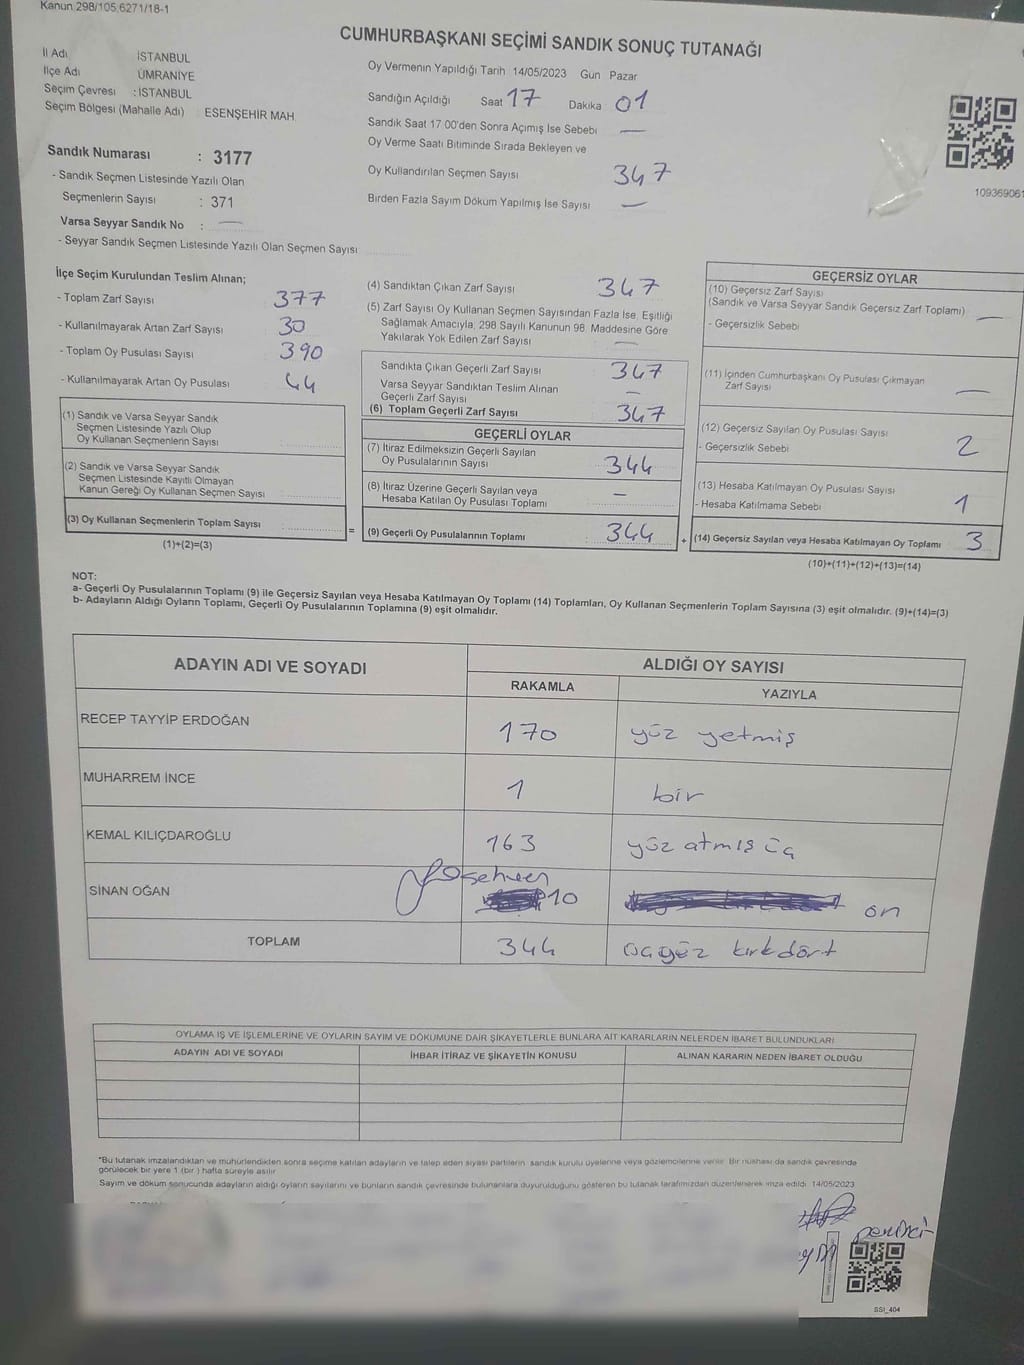 Kanun 298/105,6271/18-1
CUMHURBAŞKANI SEÇİMİ SANDIK SONUÇ TUTANAĞI
İl Adı İSTANBUL
İlçe Adı ÜMRANİYE
Seçim Çevresi : İSTANBUL
Seçim Bölgesi (Mahalle Adı) ESENŞEHİR MAH
Sandık Numarası : 3177
- Sandık Seçmen Listesinde Yazılı Olan
Seçmenlerin Sayısı : 371
Varsa Seyyar Sandık No : —
- Seyyar Sandık Seçmen Listesinde Yazılı Olan Seçmen Sayısı
Oy Vermenin Yapıldığı Tarih 14/05/2023 Gün Pazar
Sandığın Açıldığı Saat 17 Dakika 01
Sandık Saat 17 00'den Sonra Açımış İse Sebebi —
Oy Verme Saati Bitiminde Sırada Bekleyen ve
Oy Kullandırılan Seçmen Sayısı 347
Birden Fazla Sayım Döküm Yapılmış İse Sayısı —
109369061
İlçe Seçim Kurulundan Teslim Alınan;
- Toplam Zarf Sayısı 377
- Kullanılmayarak Artan Zarf Sayısı 30
- Toplam Oy Pusulası Sayısı 390
- Kullanılmayarak Artan Oy Pusulası 44
(1) Sandık ve Varsa Seyyar Sandık
Seçmen Listesinde Yazılı Olup
Oy Kullanan Seçmenlerin Sayısı
(2) Sandık ve Varsa Seyyar Sandık
Seçmen Listesinde Kayıtlı Olmayan
Kanun Gereği Oy Kullanan Seçmen Sayısı
(3) Oy Kullanan Seçmenlerin Toplam Sayısı =
(1)+(2)=(3)
(4) Sandıktan Çıkan Zarf Sayısı 347
(5) Zarf Sayısı Oy Kullanan Seçmen Sayısından Fazla İse, Eşitliği
Sağlamak Amacıyla, 298 Sayılı Kanunun 98. Maddesine Göre
Yakılarak Yok Edilen Zarf Sayısı —
Sandıkta Çıkan Geçerli Zarf Sayısı 347
Varsa Seyyar Sandıktan Teslim Alınan
Geçerli Zarf Sayısı —
(6) Toplam Geçerli Zarf Sayısı 347
GEÇERLİ OYLAR
(7) İtiraz Edilmeksizin Geçerli Sayılan
Oy Pusulalarının Sayısı 344
(8) İtiraz Üzerine Geçerli Sayılan veya
Hesaba Katılan Oy Pusulası Toplamı —
(9) Geçerli Oy Pusulalarının Toplamı 344 +
GEÇERSİZ OYLAR
(10) Geçersiz Zarf Sayısı
(Sandık ve Varsa Seyyar Sandık Geçersiz Zarf Toplamı) —
- Geçersizlik Sebebi
(11) İçinden Cumhurbaşkanı Oy Pusulası Çıkmayan
Zarf Sayısı —
(12) Geçersiz Sayılan Oy Pusulası Sayısı 2
- Geçersizlik Sebebi
(13) Hesaba Katılmayan Oy Pusulası Sayısı 1
- Hesaba Katılmama Sebebi
(14) Geçersiz Sayılan veya Hesaba Katılmayan Oy Toplamı 3
(10)+(11)+(12)+(13)=(14)
NOT:
a- Geçerli Oy Pusulalarının Toplamı (9) ile Geçersiz Sayılan veya Hesaba Katılmayan Oy Toplamı (14) Toplamları, Oy Kullanan Seçmenlerin Toplam Sayısına (3) eşit olmalıdır. (9)+(14)=(3)
b- Adayların Aldığı Oyların Toplamı, Geçerli Oy Pusulalarının Toplamına (9) eşit olmalıdır.
ADAYIN ADI VE SOYADI ALDIĞI OY SAYISI
RAKAMLA YAZIYLA
RECEP TAYYİP ERDOĞAN 170 yüz yetmiş
MUHARREM İNCE 1 bir
KEMAL KILIÇDAROĞLU 163 yüz atmış üç
sehven
SİNAN OĞAN 10 on
TOPLAM 344 üçyüz kırkdört
OYLAMA İŞ VE İŞLEMLERİNE VE OYLARIN SAYIM VE DÖKÜMÜNE DAİR ŞİKAYETLERLE BUNLARA AİT KARARLARIN NELERDEN İBARET BULUNDUKLARI
ADAYIN ADI VE SOYADI İHBAR İTİRAZ VE ŞİKAYETİN KONUSU ALINAN KARARIN NEDEN İBARET OLDUĞU
*Bu tutanak imzalandıktan ve mühürlendikten sonra seçime katılan adayların ve talep eden siyasi partilerin sandık kurulu üyelerine veya gözlemcilerine verilir. Bir nüshası da sandık çevresinde
görülecek bir yere 1 (bir) hafta süreyle asılır
Sayım ve döküm sonucunda adayların aldığı oyların sayılarını ve bunların sandık çevresinde bulunanlara duyurulduğunu gösteren bu tutanak tarafımızdan düzenlenerek imza edildi 14/05/2023
SSI_404